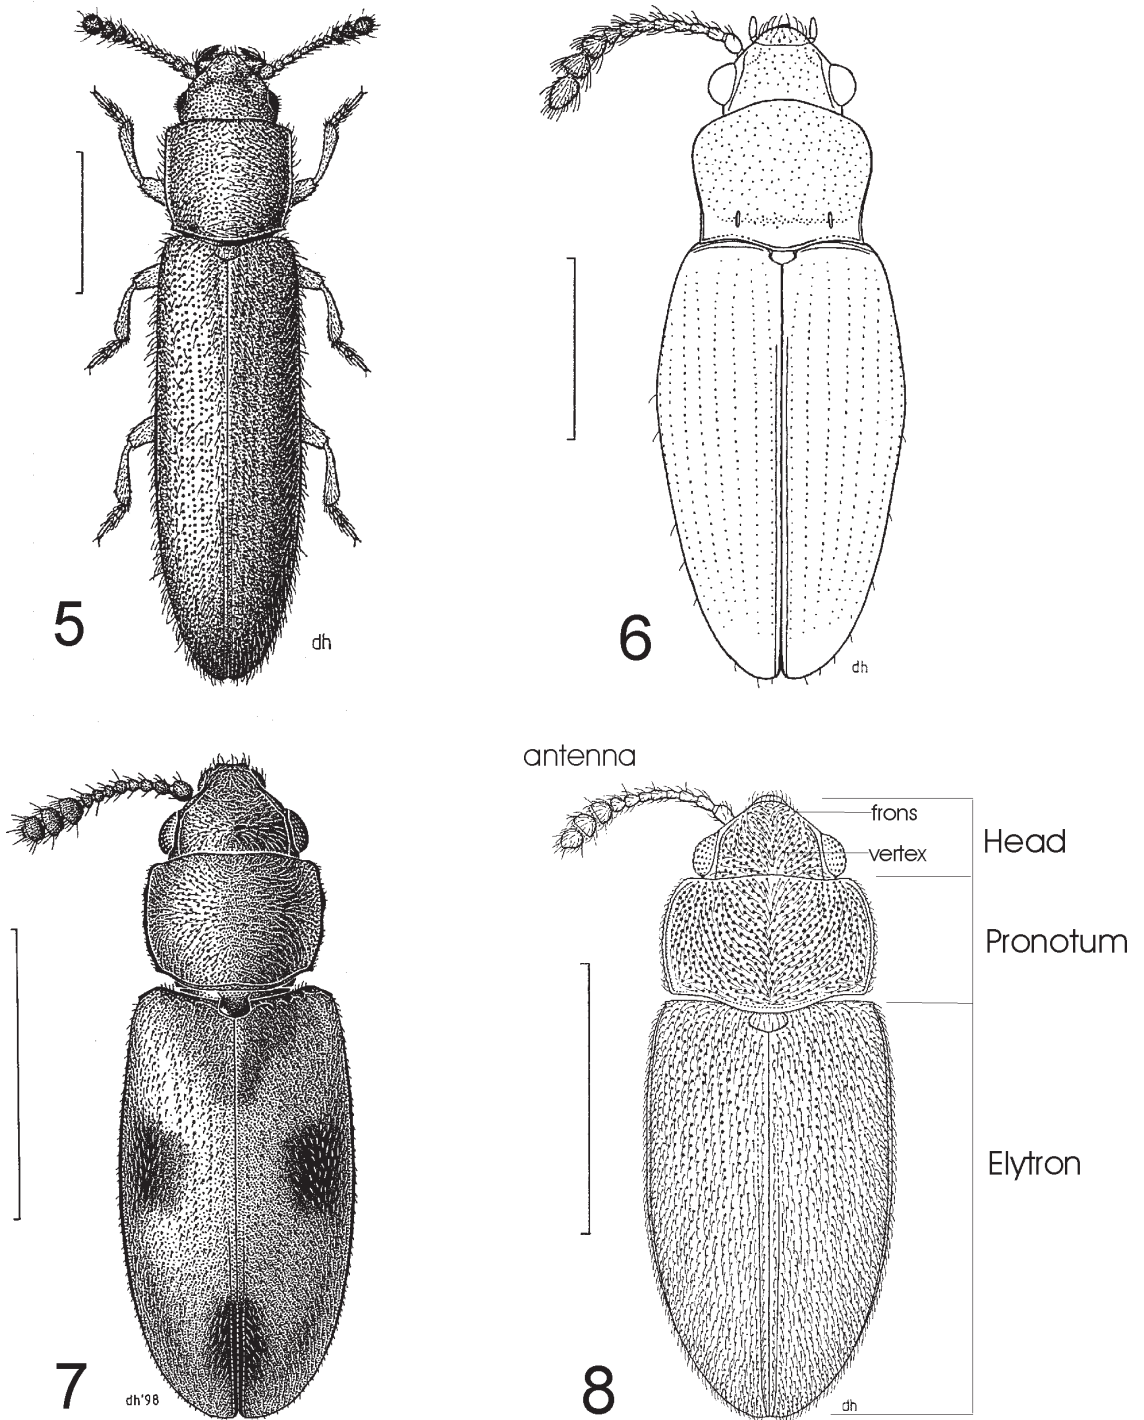 5
dh
6
dh
antenna
frons
Head
vertex
Pronotum
Elytron
7
dh'98
8
dh